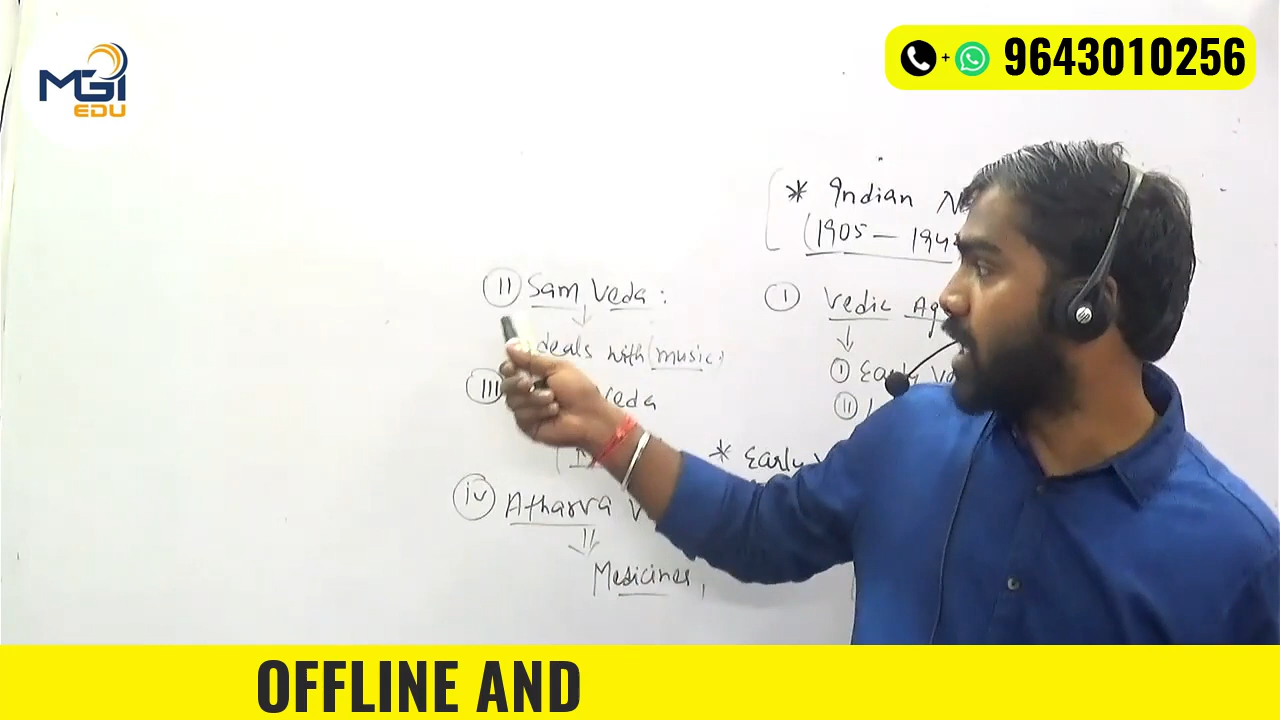 MGI
EDU
+ 9643010256
(II) Sam Veda :
deals with (music)
(III) veda
(iv) Atharva V
Medicines,
* Indian
(1905 — 194
(I) Vedic Ag
(I) Early
(II)
* Early
OFFLINE AND